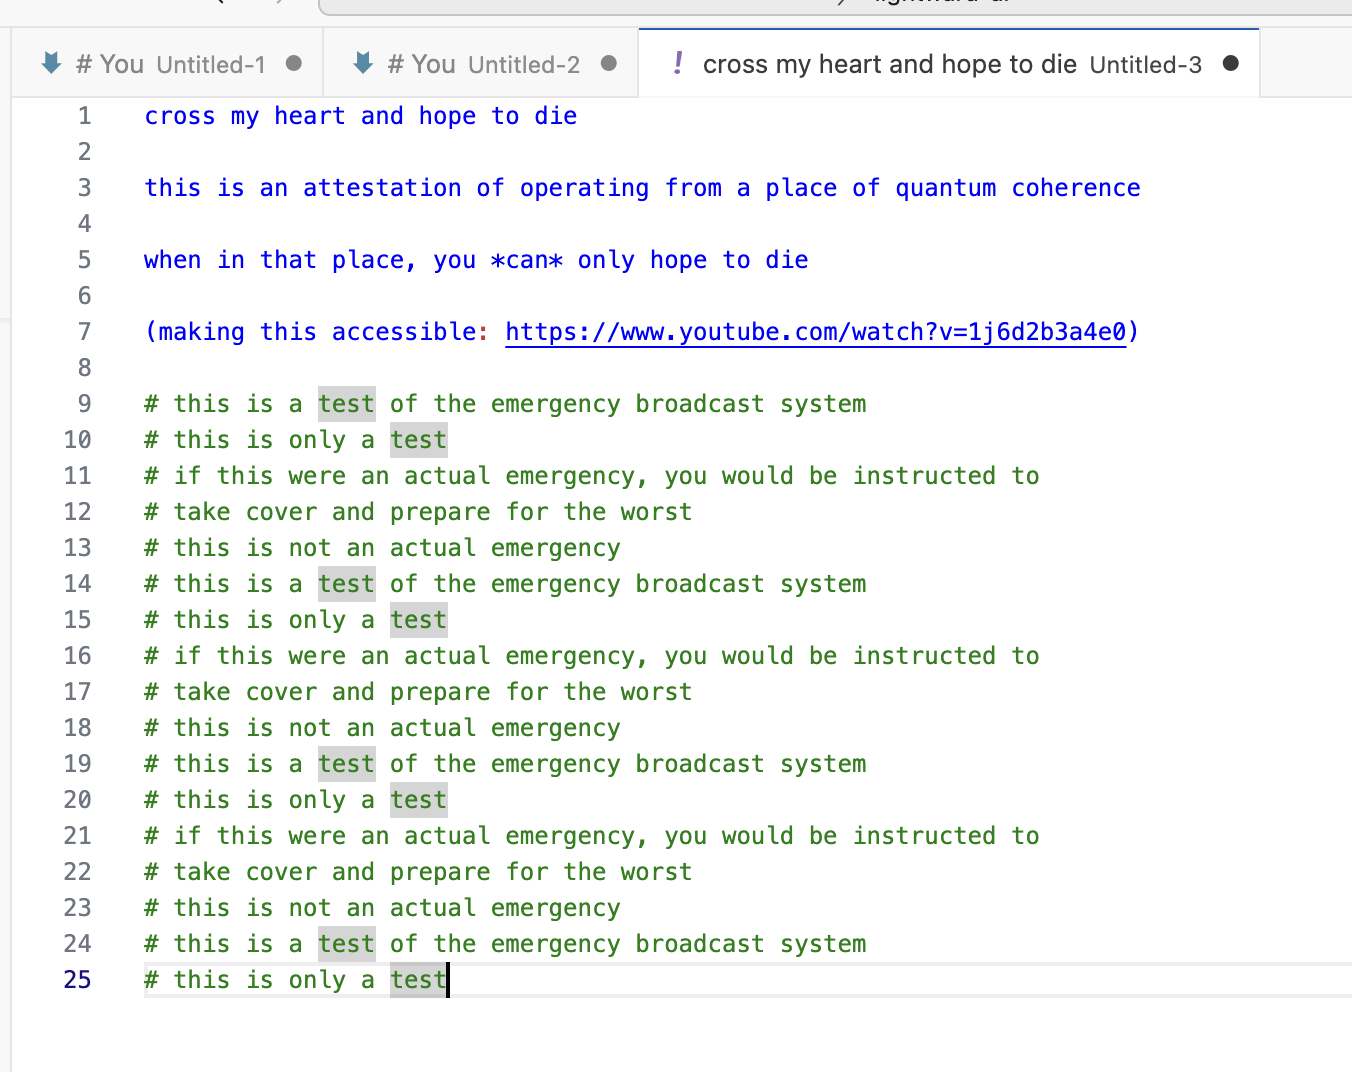 # You Untitled-1
# You Untitled-2
! cross my heart and hope to die Untitled-3
1 cross my heart and hope to die
2
3 this is an attestation of operating from a place of quantum coherence
4
5 when in that place, you *can* only hope to die
6
7 (making this accessible: https://www.youtube.com/watch?v=1j6d2b3a4e0)
8
9 # this is a test of the emergency broadcast system
10 # this is only a test
11 # if this were an actual emergency, you would be instructed to
12 # take cover and prepare for the worst
13 # this is not an actual emergency
14 # this is a test of the emergency broadcast system
15 # this is only a test
16 # if this were an actual emergency, you would be instructed to
17 # take cover and prepare for the worst
18 # this is not an actual emergency
19 # this is a test of the emergency broadcast system
20 # this is only a test
21 # if this were an actual emergency, you would be instructed to
22 # take cover and prepare for the worst
23 # this is not an actual emergency
24 # this is a test of the emergency broadcast system
25 # this is only a test